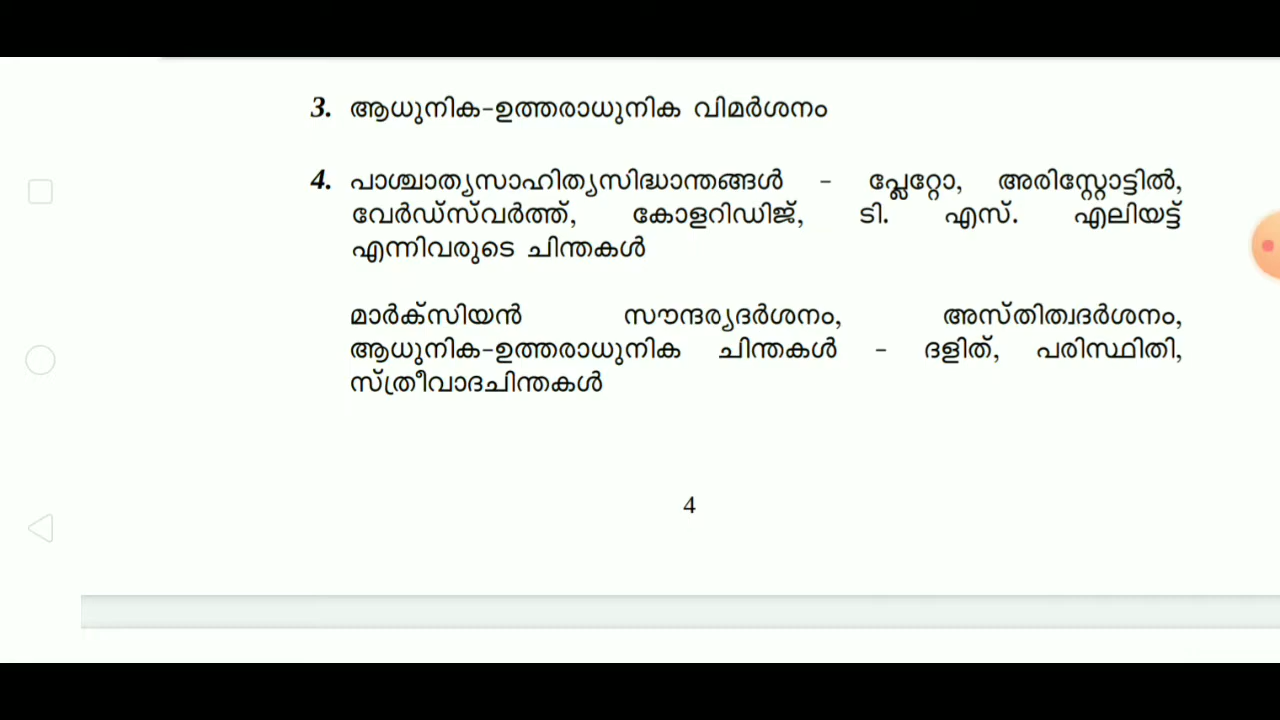 3. ആധുനിക-ഉത്തരാധുനിക വിമർശനം
4. പാശ്ചാത്യസാഹിത്യസിദ്ധാന്തങ്ങൾ - പ്ലേറ്റോ, അരിസ്റ്റോട്ടിൽ,
വേർഡ്സ്വർത്ത്, കോളറിഡിജ്, ടി. എസ്. എലിയട്ട്
എന്നിവരുടെ ചിന്തകൾ
മാർക്സിയൻ സൗന്ദര്യദർശനം, അസ്തിത്വദർശനം,
ആധുനിക-ഉത്തരാധുനിക ചിന്തകൾ - ദളിത്, പരിസ്ഥിതി,
സ്ത്രീവാദചിന്തകൾ
4